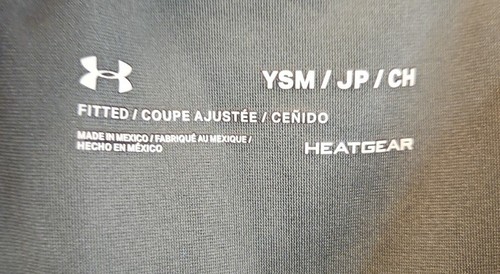 YSM / JP / CH
FITTED / COUPE AJUSTÉE / CEÑIDO
MADE IN MEXICO / FABRIQUÉ AU MEXIQUE /
HECHO EN MÉXICO
HEATGEAR